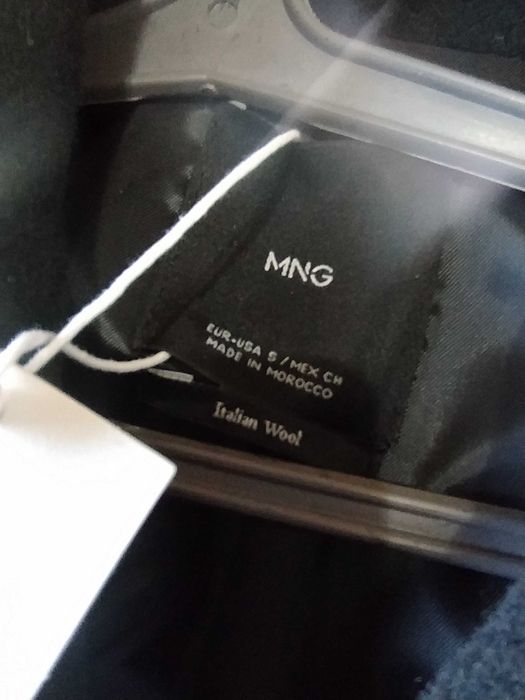 MNG
EUR-USA S / MEX CH
MADE IN MOROCCO
Italian Wool